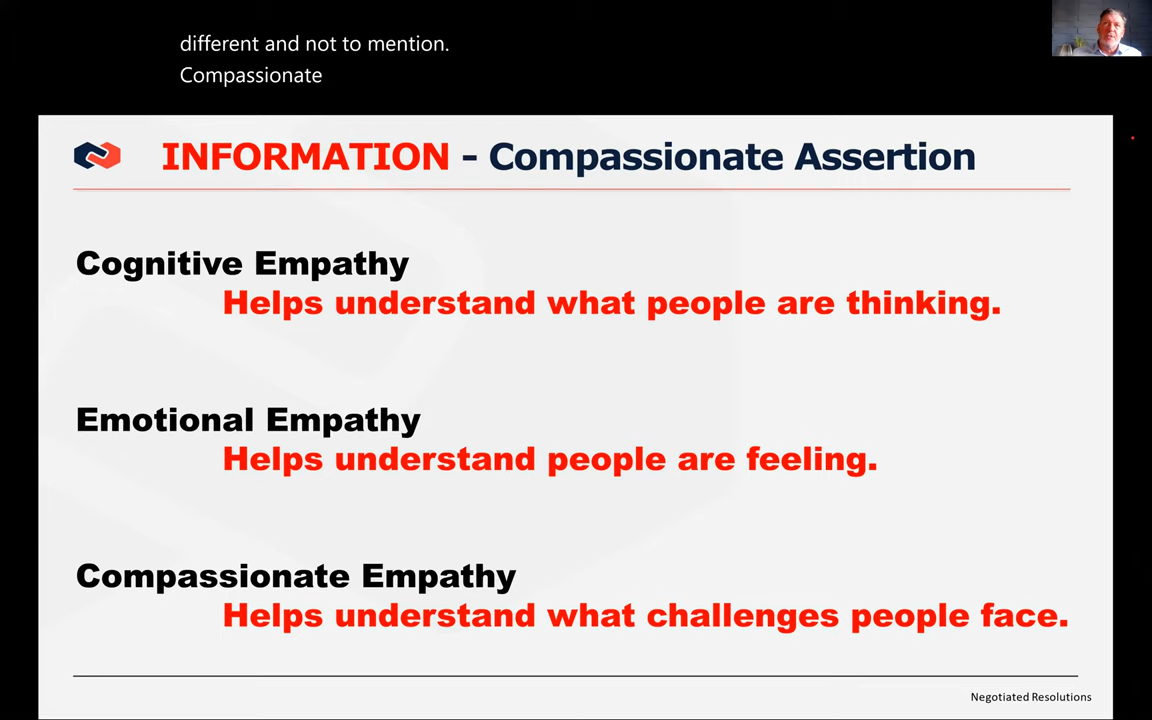 different and not to mention.
Compassionate
INFORMATION - Compassionate Assertion
Cognitive Empathy
Helps understand what people are thinking.
Emotional Empathy
Helps understand people are feeling.
Compassionate Empathy
Helps understand what challenges people face.
Negotiated Resolutions